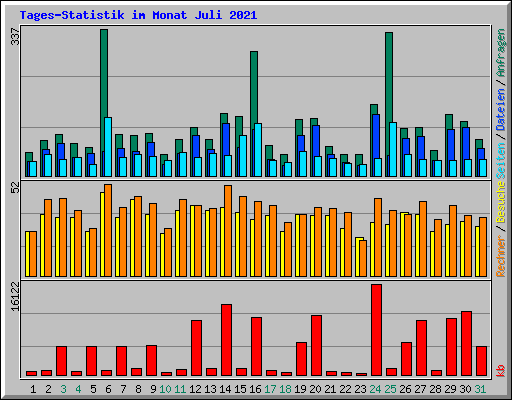 Tages-Statistik im Monat Juli 2021
337
52
16122
Rechner / Besuche Seiten / Dateien / Anfragen
kb
1 2 3 4 5 6 7 8 9 10 11 12 13 14 15 16 17 18 19 20 21 22 23 24 25 26 27 28 29 30 31